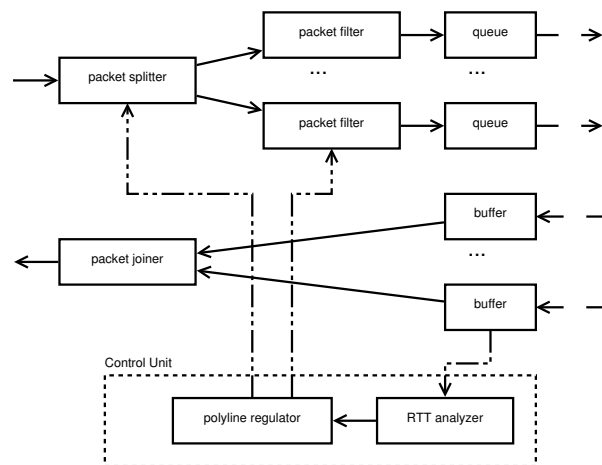 packet filter
queue
packet splitter
...
...
packet filter
queue
buffer
packet joiner
...
buffer
Control Unit
polyline regulator
RTT analyzer